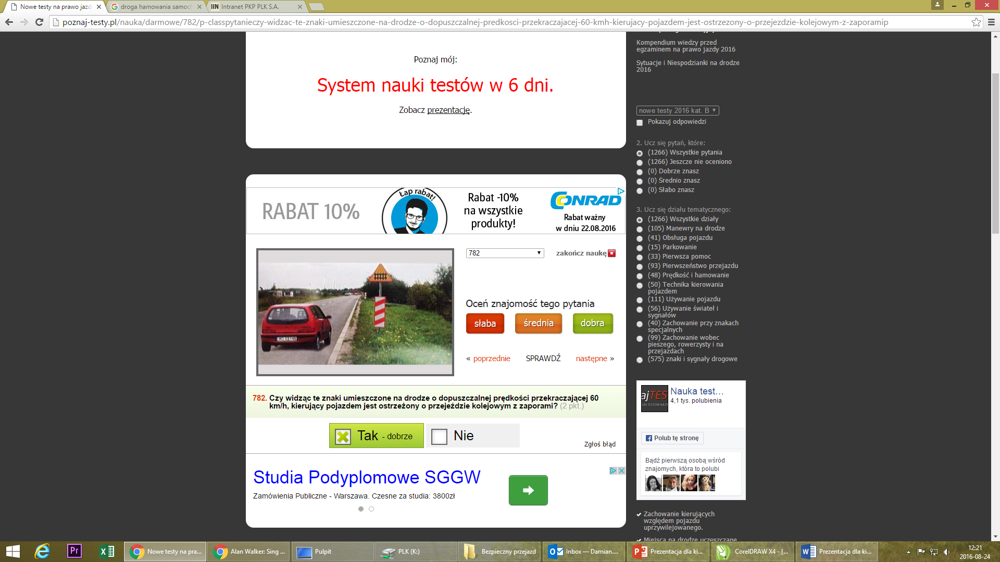 Nowe testy na prawo jazd
droga hamowania samoch
IIN Intranet PKP PLK S.A.
poznaj-testy.pl/nauka/darmowe/782/p-classpytanieczy-widzac-te-znaki-umieszczone-na-drodze-o-dopuszczalnej-predkosci-przekraczajacej-60-kmh-kierujacy-pojazdem-jest-ostrzezony-o-przejezdzie-kolejowym-z-zaporamip
Poznaj mój:
System nauki testów w 6 dni.
Zobacz prezentację.
Kompendium wiedzy przed
egzaminem na prawo jazdy 2016
Sytuacje i Niespodzianki na drodze
2016
nowe testy 2016 kat. B
Pokazuj odpowiedzi
2. Ucz się pytań, które:
(1266) Wszystkie pytania
(1266) Jeszcze nie oceniono
(0) Dobrze znasz
(0) Średnio znasz
(0) Słabo znasz
3. Ucz się działu tematycznego:
(1266) Wszystkie działy
(105) Manewry na drodze
(41) Obsługa pojazdu
(15) Parkowanie
(33) Pierwsza pomoc
(93) Pierwszeństwo przejazdu
(48) Prędkość i hamowanie
(50) Technika kierowania
pojazdem
(111) Używanie pojazdu
(56) Używanie świateł i
sygnałów
(40) Zachowanie przy znakach
specjalnych
(99) Zachowanie wobec
pieszego, rowerzysty i na
przejazdach
(575) znaki i sygnały drogowe
RABAT 10%
Łap rabat!
Rabat -10%
na wszystkie
produkty!
CONRAD
Rabat ważny
w dniu 22.08.2016
782
zakończ naukę
Oceń znajomość tego pytania
słaba
średnia
dobra
« poprzednie
SPRAWDŹ
następne »
782. Czy widząc te znaki umieszczone na drodze o dopuszczalnej prędkości przekraczającej 60
km/h, kierujący pojazdem jest ostrzeżony o przejeździe kolejowym z zaporami? (2 pkt.)
Tak - dobrze
Nie
Zgłoś błąd
Studia Podyplomowe SGGW
Zamówienia Publiczne - Warszawa. Czesne za studia: 3800zł
ajTES
Nauka test...
4,1 tys. polubienia
Polub tę stronę
Bądź pierwszą osobą wśród
znajomych, która to polubi
Zachowanie kierujących
względem pojazdu
uprzywilejowanego.
Miejsca na drodze uczęszczane
Pr
Nowe testy na pra...
Alan Walker: Sing ...
Pulpit
PLK (K:)
Bezpieczny przejazd
Inbox — Damian....
Prezentacja dla ki...
CorelDRAW X4 - [...
Prezentacja dla ki...
12:21
2016-08-24